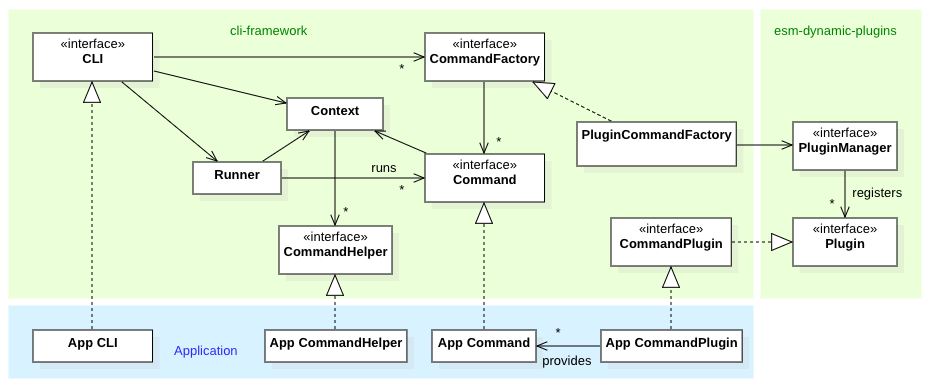 cli-framework
esm-dynamic-plugins
«interface»
CLI
*
«interface»
CommandFactory
Context
*
PluginCommandFactory
«interface»
PluginManager
Runner
runs
*
«interface»
Command
registers
*
*
«interface»
CommandHelper
«interface»
CommandPlugin
«interface»
Plugin
App CLI
Application
App CommandHelper
App Command
*
provides
App CommandPlugin